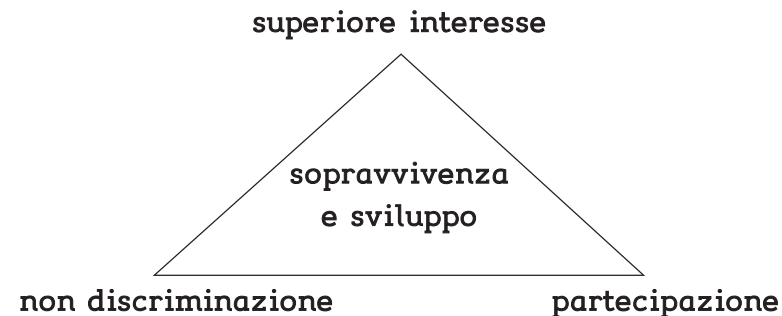 superiore interesse
sopravvivenza
e sviluppo
non discriminazione
partecipazione